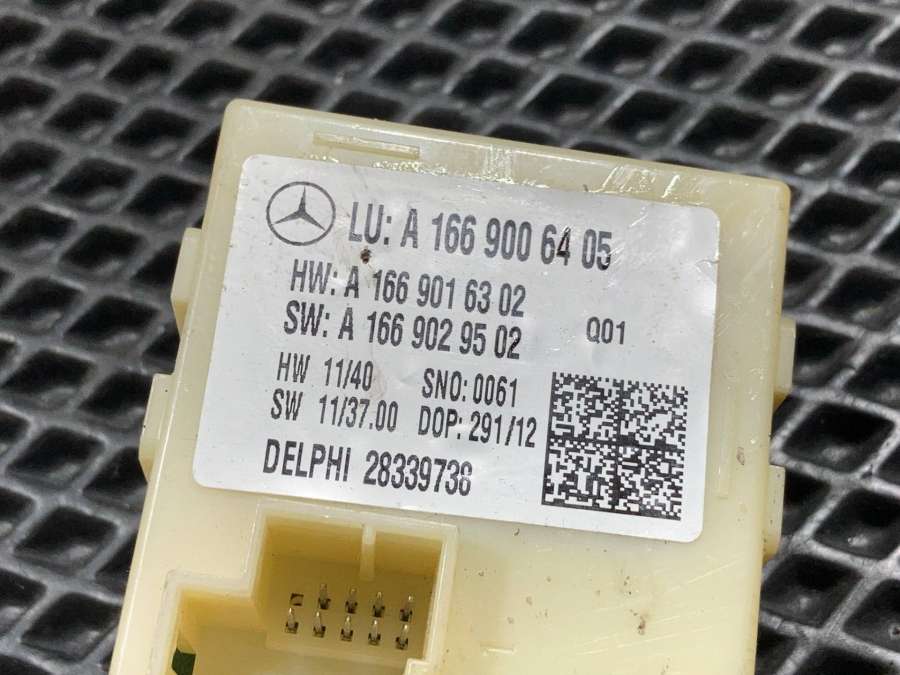 LU: A 166 900 64 05
HW: A 166 901 63 02
SW: A 166 902 95 02 Q01
HW 11/40 SNO: 0061
SW 11/37.00 DOP: 291/12
DELPHI 28339738